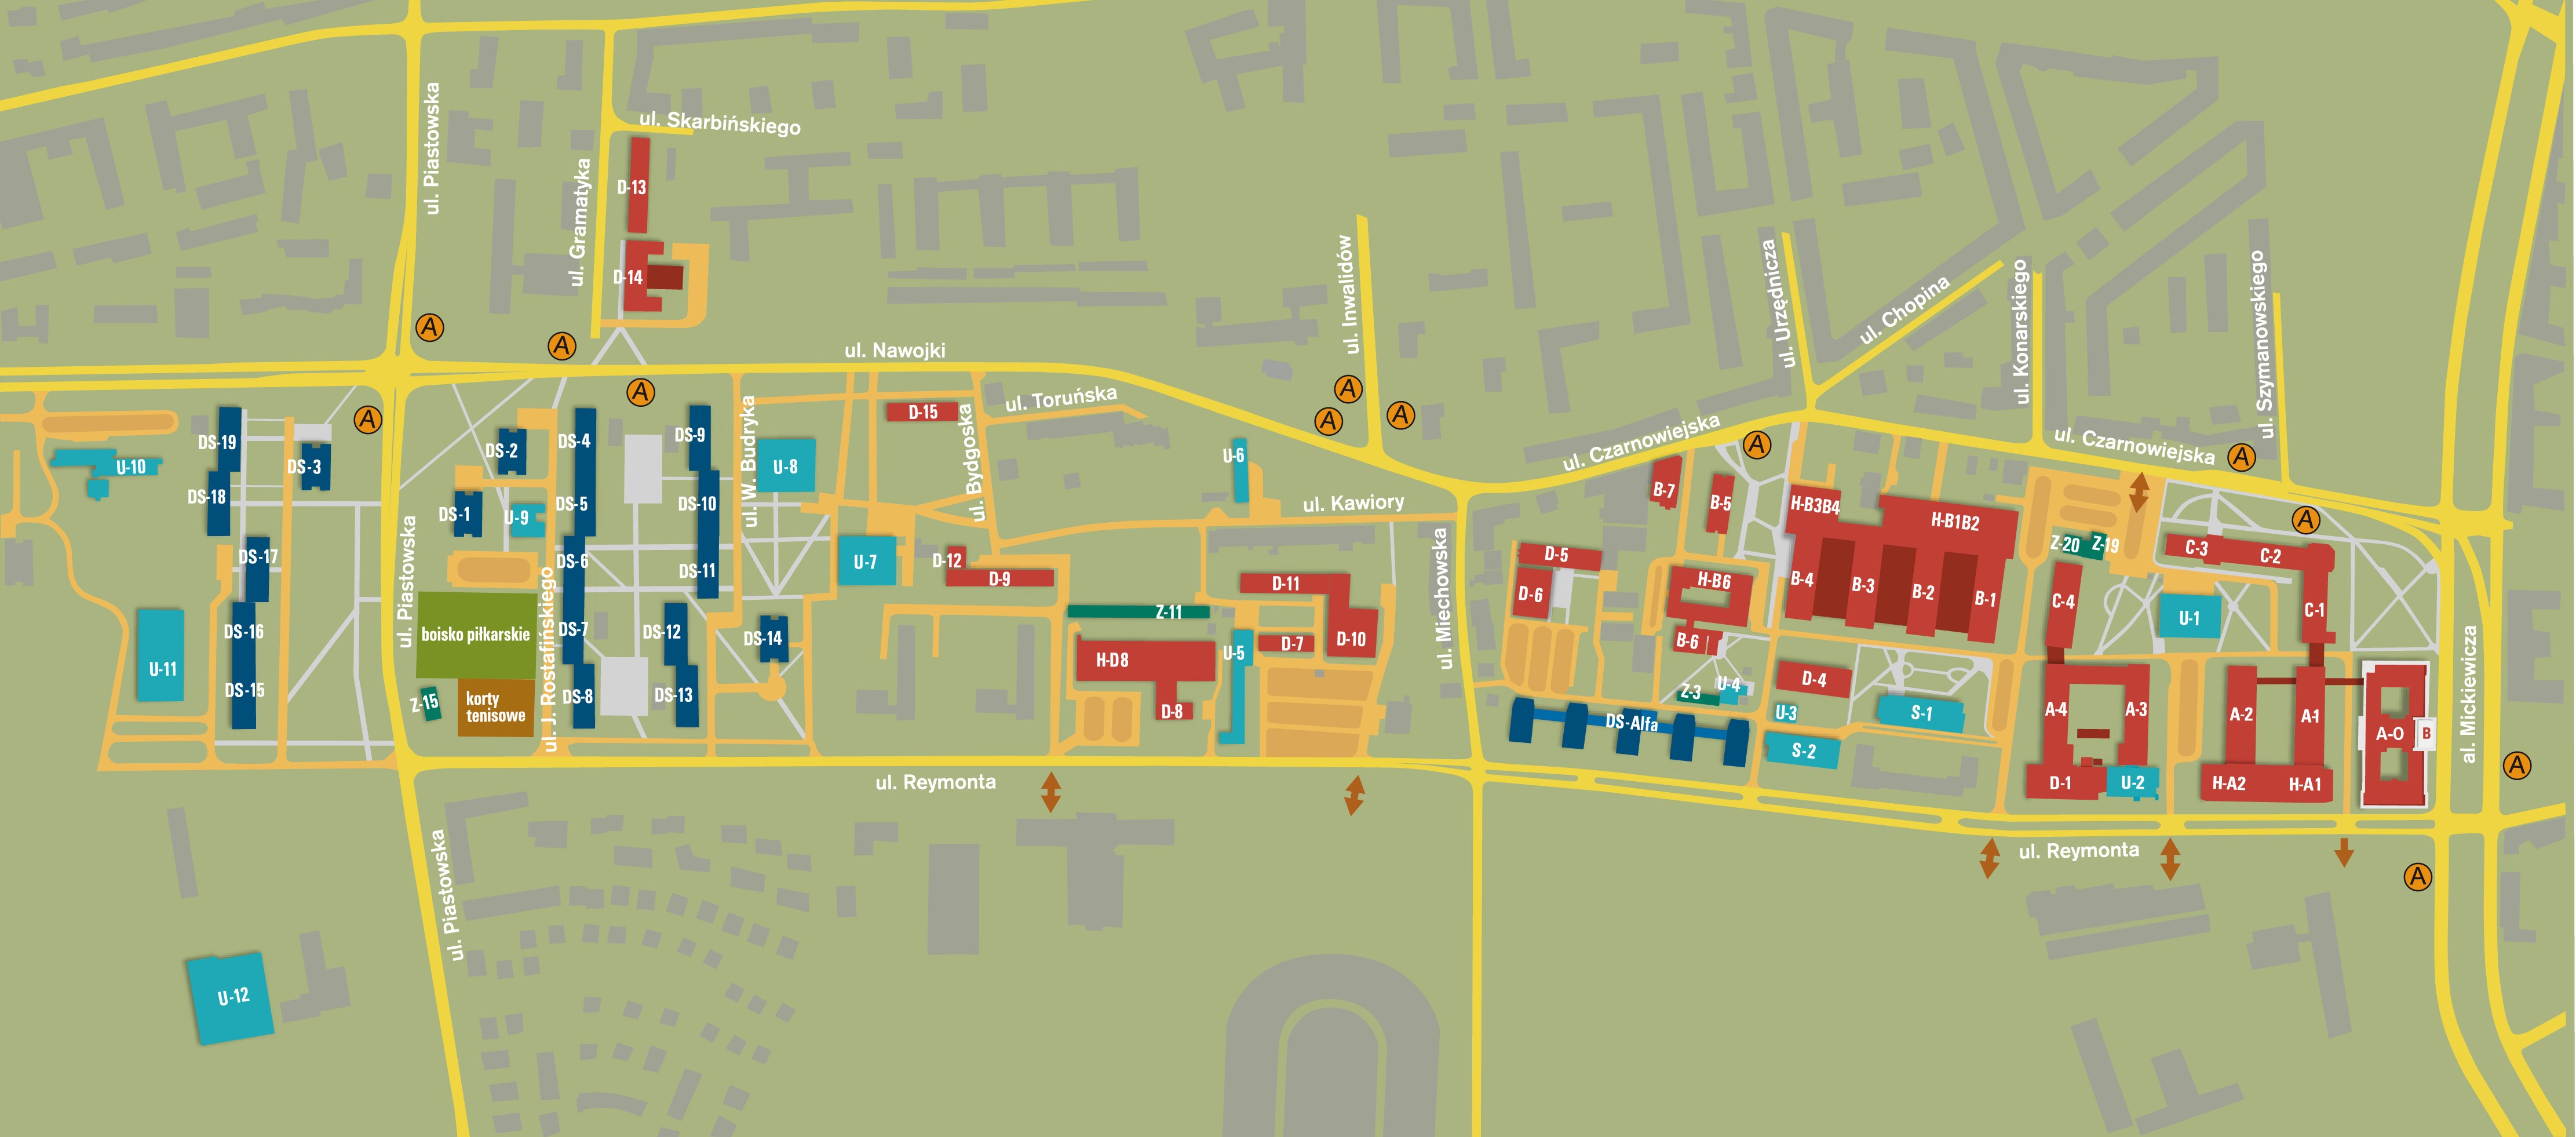 ul. Piastowska
ul. Skarbińskiego
ul. Gramatyka
D-13
D-14
A
A
ul. Nawojki
A
A
ul. Toruńska
ul. Inwalidów
A
A
A
ul. Urzędnicza
ul. Chopina
ul. Konarskiego
ul. Szymanowskiego
ul. Czarnowiejska
A
ul. Czarnowiejska
A
A
DS-19
U-10
DS-18
DS-3
DS-17
DS-16
DS-15
U-11
U-12
ul. Piastowska
DS-2
DS-1
U-9
DS-4
DS-5
DS-6
DS-7
DS-8
boisko piłkarskie
korty
tenisowe
Z-15
ul. J. Rostafińskiego
DS-9
DS-10
DS-11
DS-12
DS-13
ul. W. Budryka
U-8
DS-14
D-15
ul. Bydgoska
U-7
D-12
D-9
U-6
ul. Kawiory
Z-11
H-D8
D-8
U-5
D-11
D-7
D-10
ul. Miechowska
ul. Reymonta
ul. Piastowska
B-7
B-5
D-5
D-6
H-B6
B-6
Z-3
U-4
DS-Alfa
H-B3B4
H-B1B2
B-4
B-3
B-2
B-1
D-4
U-3
S-1
S-2
Z-20
Z-19
C-3
C-2
C-4
C-1
U-1
A-4
A-3
A-2
A-1
A-0
B
D-1
U-2
H-A2
H-A1
al. Mickiewicza
A
ul. Reymonta
A